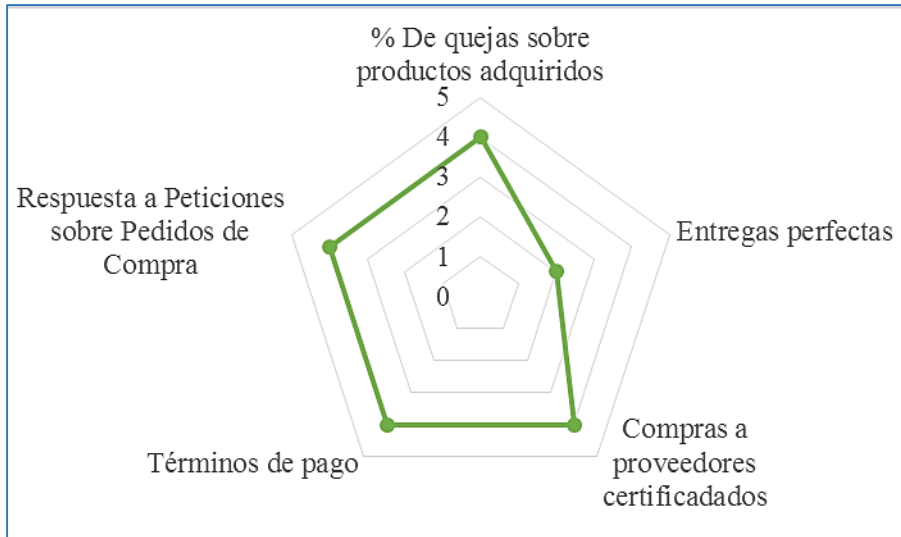 % De quejas sobre
productos adquiridos
5
4
3
2
1
0
Entregas perfectas
Compras a
proveedores
certificadados
Términos de pago
Respuesta a Peticiones
sobre Pedidos de
Compra